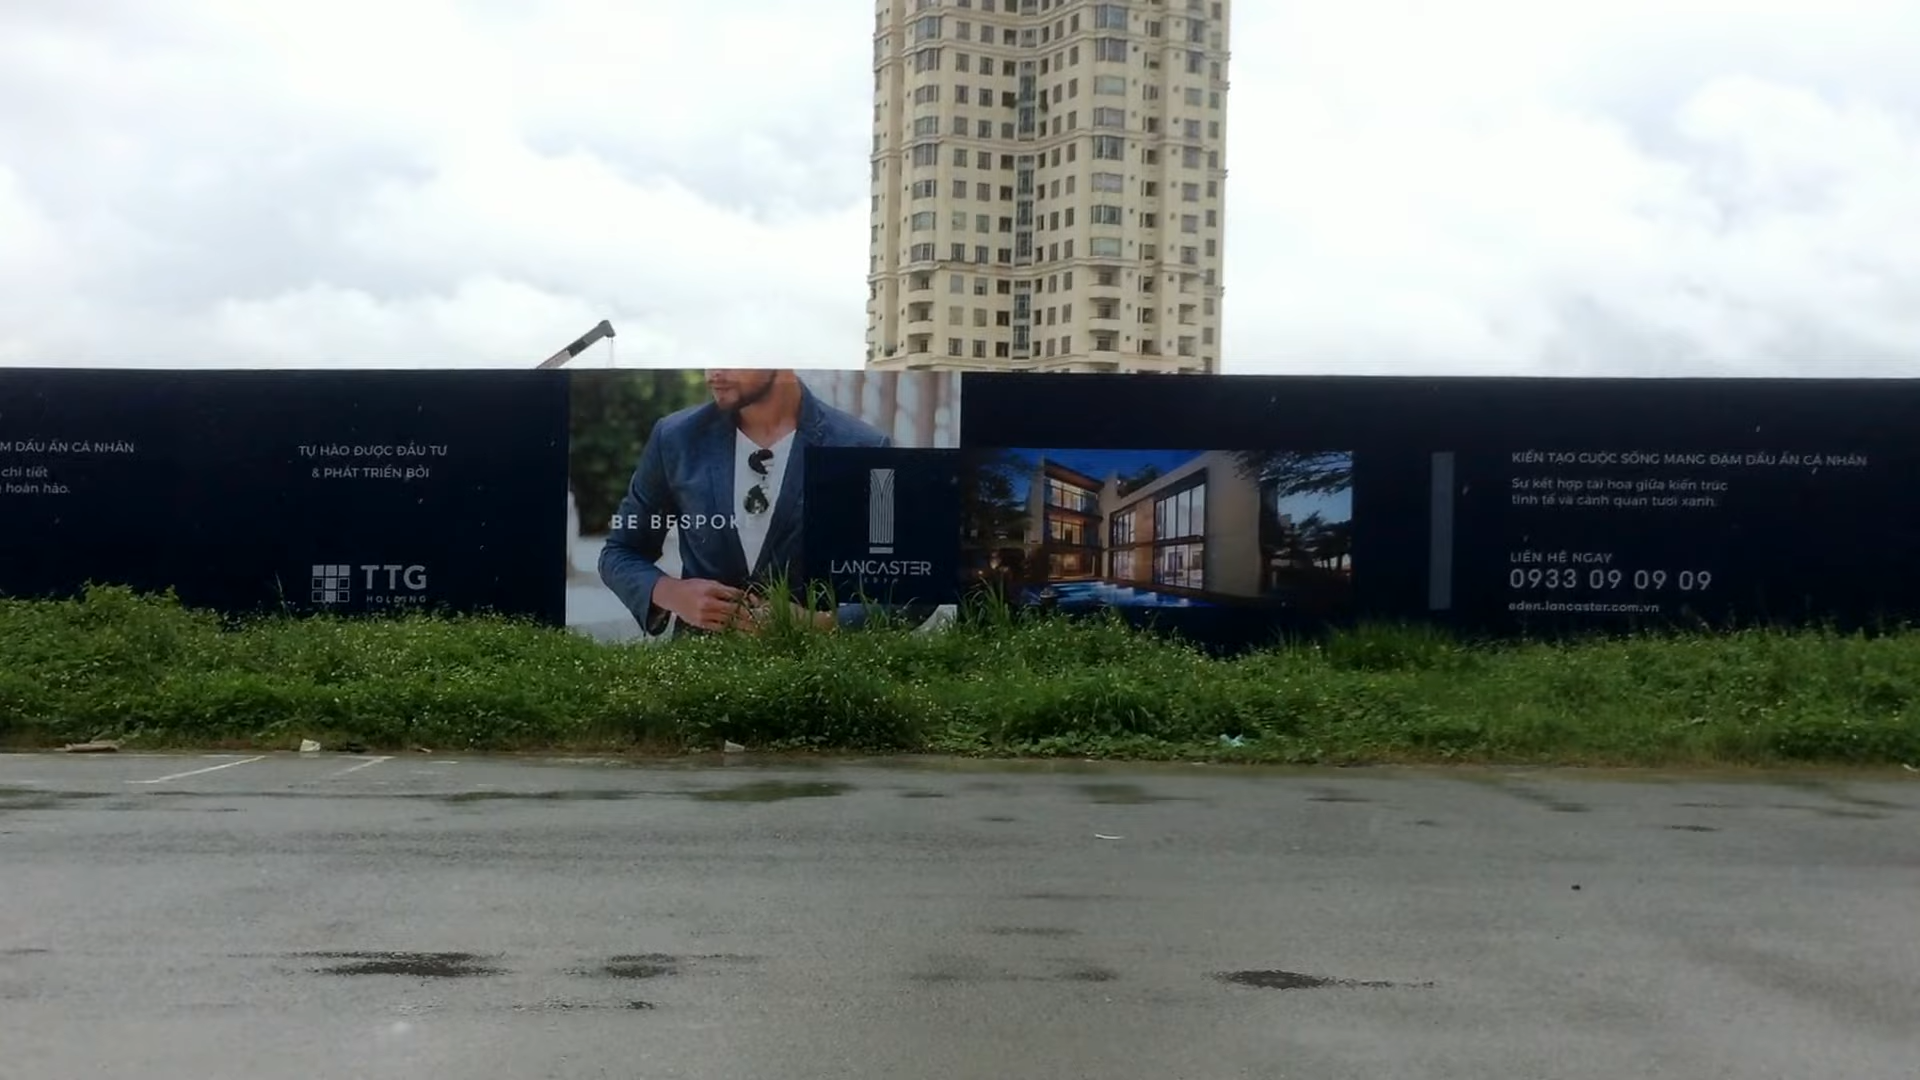 M DẤU ẤN CÁ NHÂN
chi tiết
hoàn hảo.
TỰ HÀO ĐƯỢC ĐẦU TƯ
& PHÁT TRIỂN BỞI
TTG
HOLDING
BE BESPOKE
LANCASTER
EDEN
KIẾN TẠO CUỘC SỐNG MANG ĐẬM DẤU ẤN CÁ NHÂN
Sự kết hợp tài hoa giữa kiến trúc
tinh tế và cảnh quan tươi xanh.
LIÊN HỆ NGAY
0933 09 09 09
eden.lancaster.com.vn